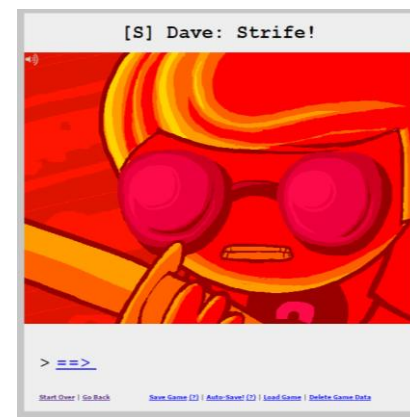 [S] Dave: Strife!
> ==>
Start Over | Go Back Save Game (?) | Auto-Save! (?) | Load Game | Delete Game Data